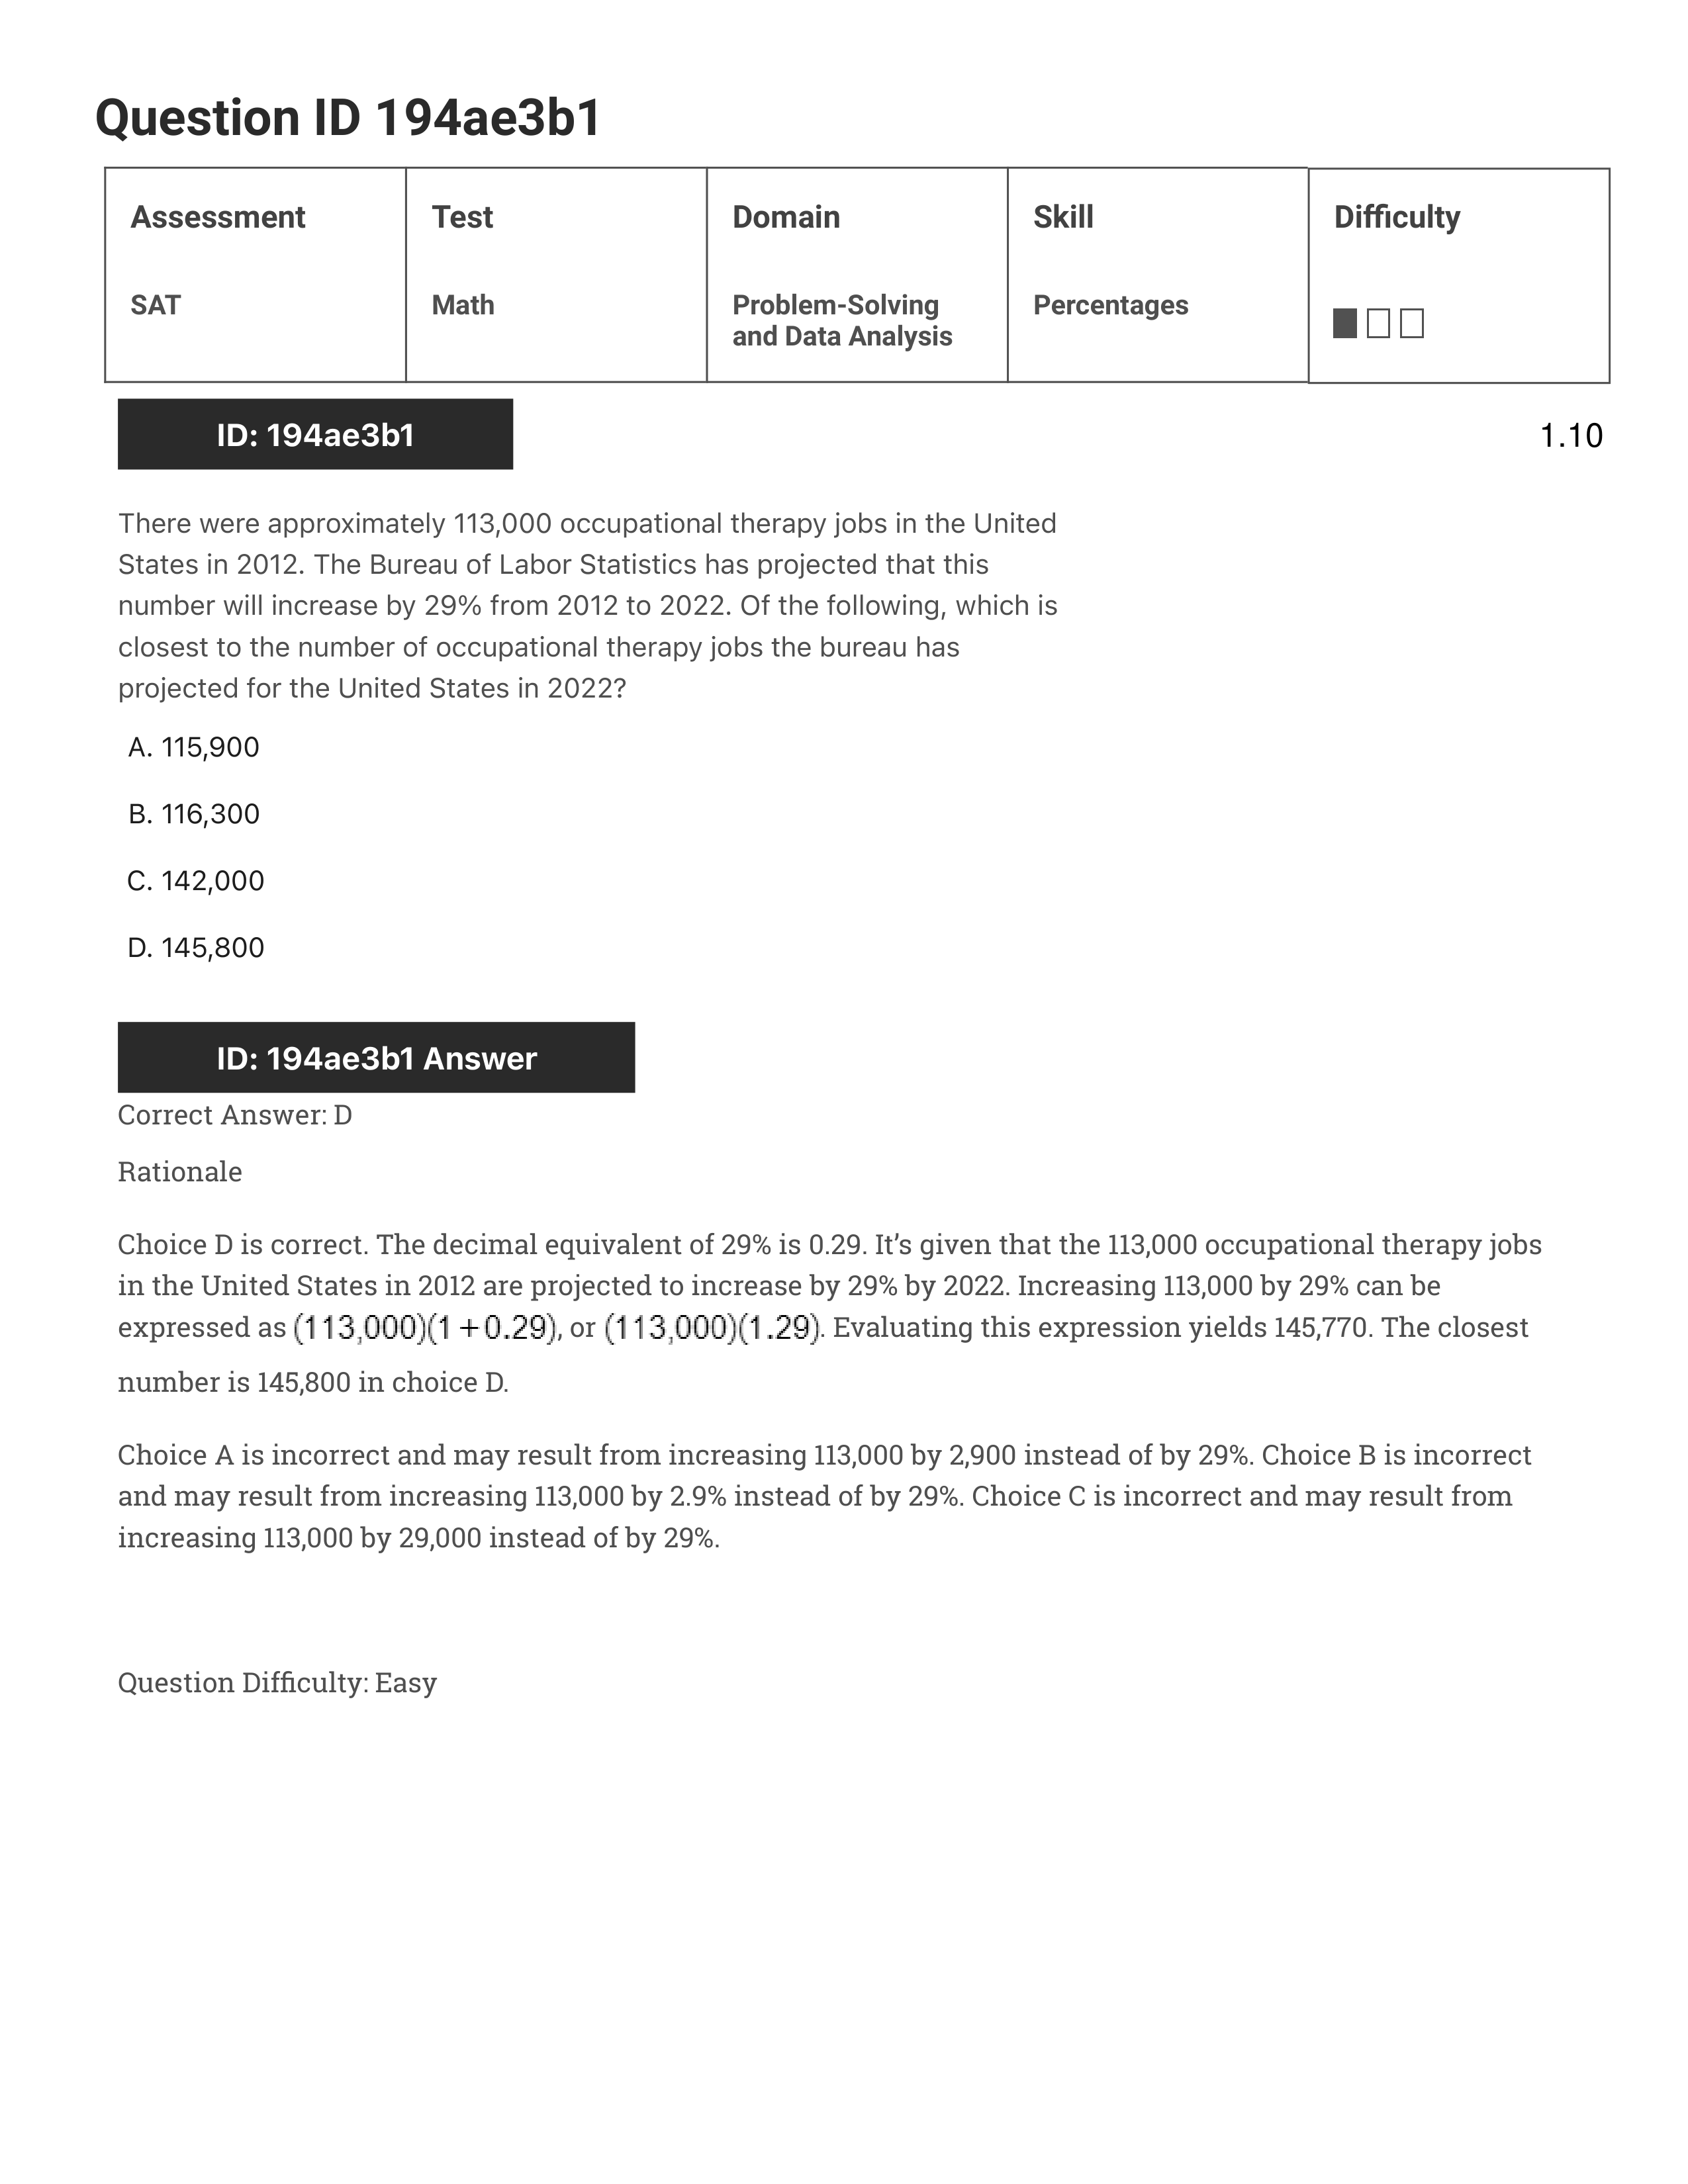 Question ID 194ae3b1
Assessment
Test
Domain
Skill
Difficulty
SAT
Math
Problem-Solving
and Data Analysis
Percentages
ID: 194ae3b1
1.10
There were approximately 113,000 occupational therapy jobs in the United
States in 2012. The Bureau of Labor Statistics has projected that this
number will increase by 29% from 2012 to 2022. Of the following, which is
closest to the number of occupational therapy jobs the bureau has
projected for the United States in 2022?
A. 115,900
B. 116,300
C. 142,000
D. 145,800
ID: 194ae3b1 Answer
Correct Answer: D
Rationale
Choice D is correct. The decimal equivalent of 29% is 0.29. It’s given that the 113,000 occupational therapy jobs
in the United States in 2012 are projected to increase by 29% by 2022. Increasing 113,000 by 29% can be
expressed as (113,000)(1 + 0.29), or (113,000)(1.29). Evaluating this expression yields 145,770. The closest
number is 145,800 in choice D.
Choice A is incorrect and may result from increasing 113,000 by 2,900 instead of by 29%. Choice B is incorrect
and may result from increasing 113,000 by 2.9% instead of by 29%. Choice C is incorrect and may result from
increasing 113,000 by 29,000 instead of by 29%.
Question Difficulty: Easy